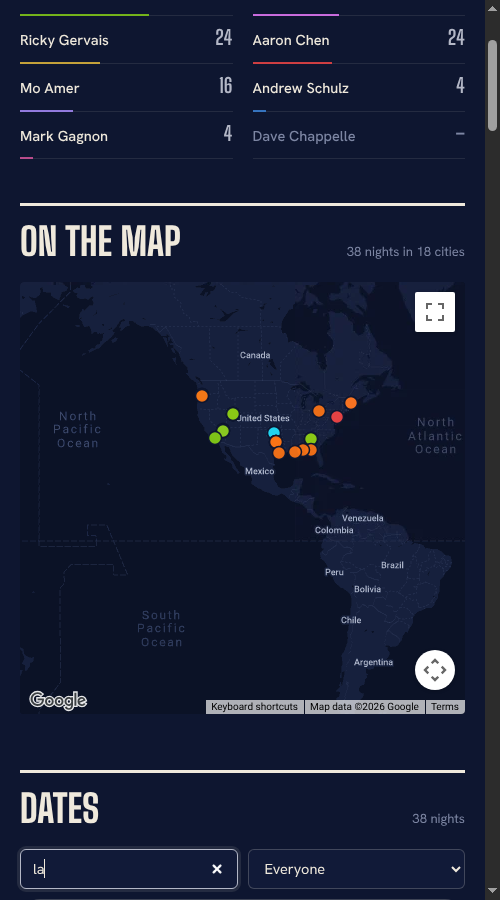 Ricky Gervais 24
Aaron Chen 24
Mo Amer 16
Andrew Schulz 4
Mark Gagnon 4
Dave Chappelle –
ON THE MAP
38 nights in 18 cities
Canada
North
Pacific
Ocean
United States
North
Atlantic
Ocean
Mexico
Venezuela
Colombia
Brazil
Peru
Bolivia
South
Pacific
Ocean
Chile
Argentina
Google
Keyboard shortcuts
Map data ©2026 Google
Terms
DATES
38 nights
la
Everyone